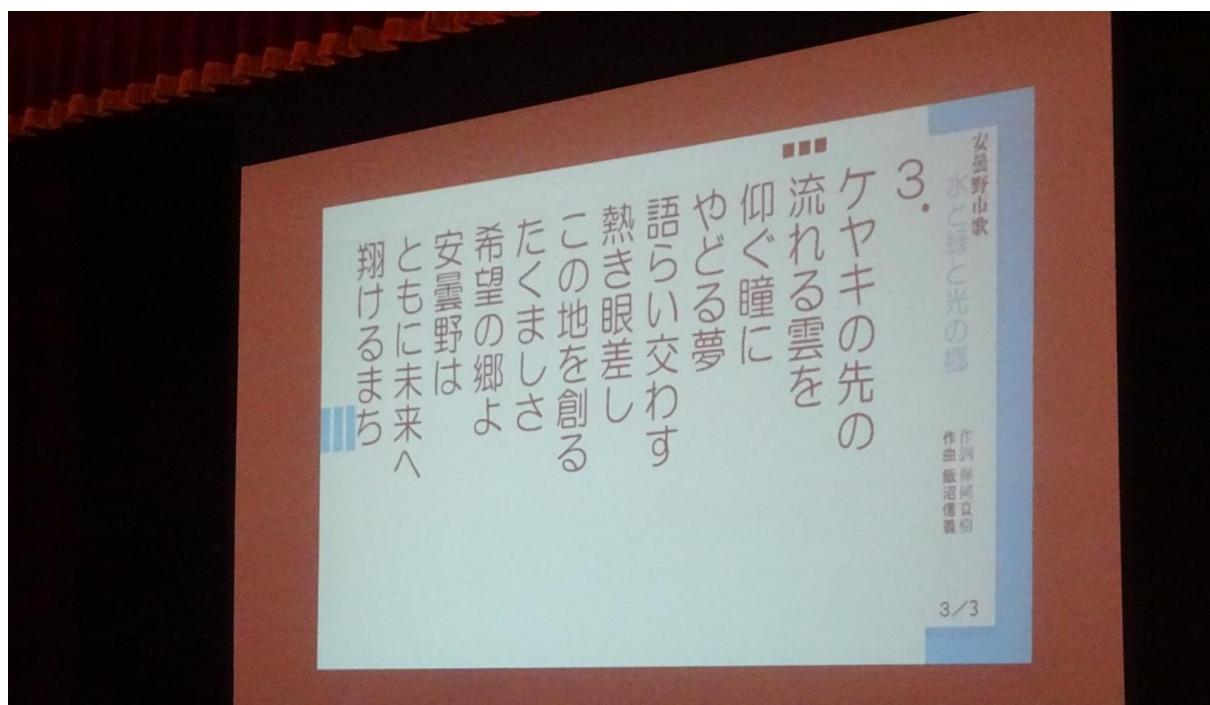 安曇野市歌
水と緑と光の郷
作詞 保岡直樹
作曲 飯沼信義
3/3
3.
ケヤキの先の
流れる雲を
仰ぐ瞳に
やどる夢
語らい交わす
熱き眼差し
この地を創る
たくましさ
希望の郷よ
安曇野は
ともに未来へ
翔けるまち